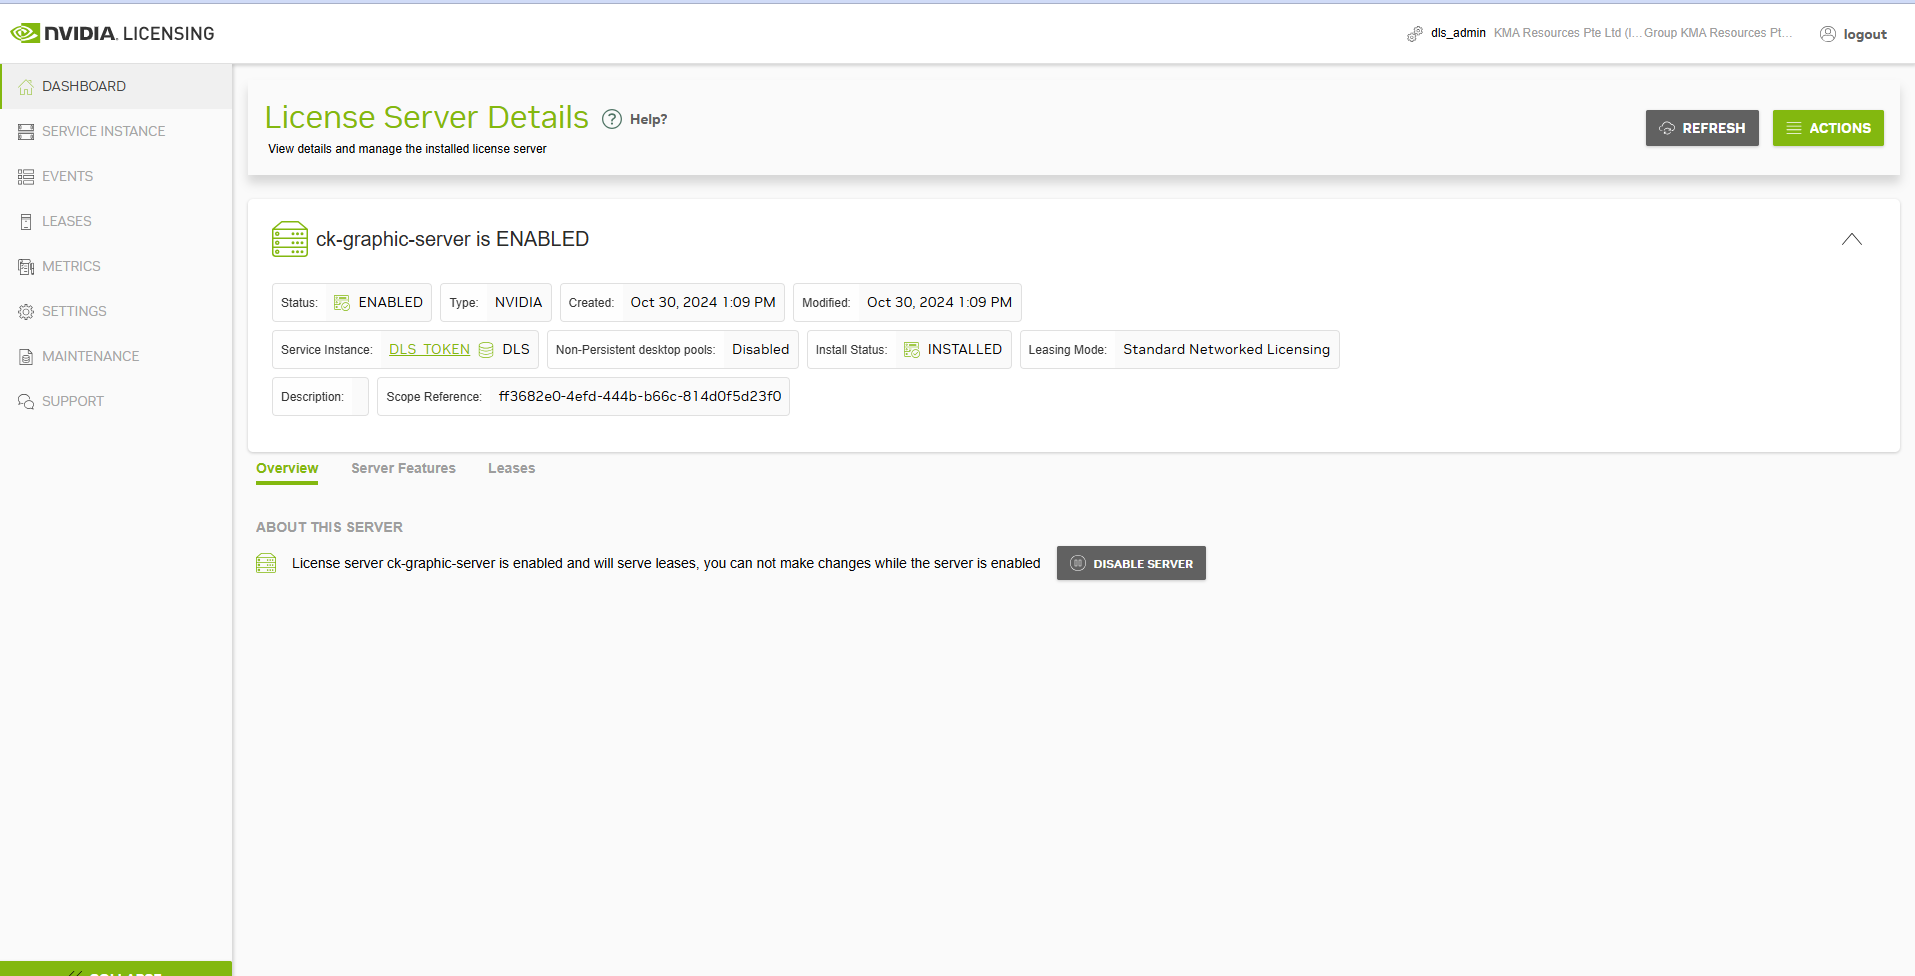 NVIDIA. LICENSING
dls_admin KMA Resources Pte Ltd (I... Group KMA Resources Pt... logout
DASHBOARD
SERVICE INSTANCE
EVENTS
LEASES
METRICS
SETTINGS
MAINTENANCE
SUPPORT
COLLAPSE
License Server Details ? Help?
View details and manage the installed license server
REFRESH ACTIONS
ck-graphic-server is ENABLED
Status: ENABLED Type: NVIDIA Created: Oct 30, 2024 1:09 PM Modified: Oct 30, 2024 1:09 PM
Service Instance: DLS_TOKEN DLS Non-Persistent desktop pools: Disabled Install Status: INSTALLED Leasing Mode: Standard Networked Licensing
Description: Scope Reference: ff3682e0-4efd-444b-b66c-814d0f5d23f0
Overview Server Features Leases
ABOUT THIS SERVER
License server ck-graphic-server is enabled and will serve leases, you can not make changes while the server is enabled DISABLE SERVER